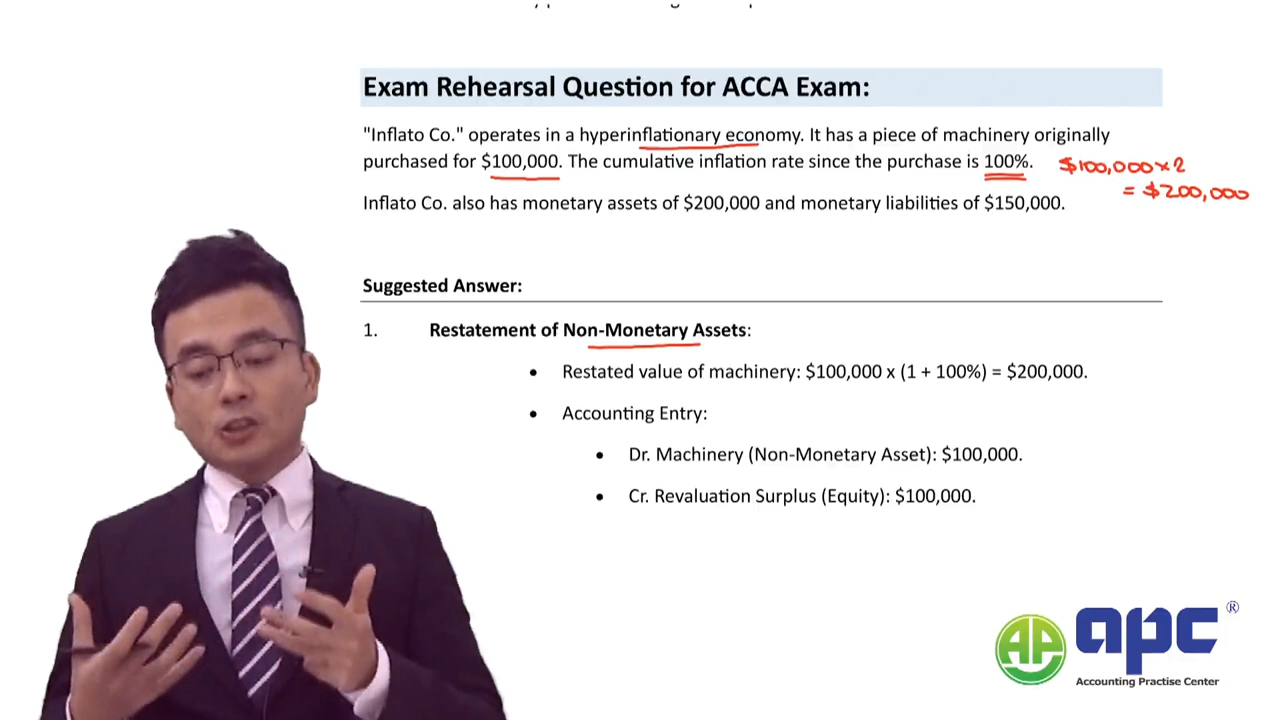 Exam Rehearsal Question for ACCA Exam:
"Inflato Co." operates in a hyperinflationary economy. It has a piece of machinery originally
purchased for $100,000. The cumulative inflation rate since the purchase is 100%.
$100,000 x 2
= $200,000
Inflato Co. also has monetary assets of $200,000 and monetary liabilities of $150,000.
Suggested Answer:
1. Restatement of Non-Monetary Assets:
• Restated value of machinery: $100,000 x (1 + 100%) = $200,000.
• Accounting Entry:
• Dr. Machinery (Non-Monetary Asset): $100,000.
• Cr. Revaluation Surplus (Equity): $100,000.
AP apc ®
Accounting Practise Center